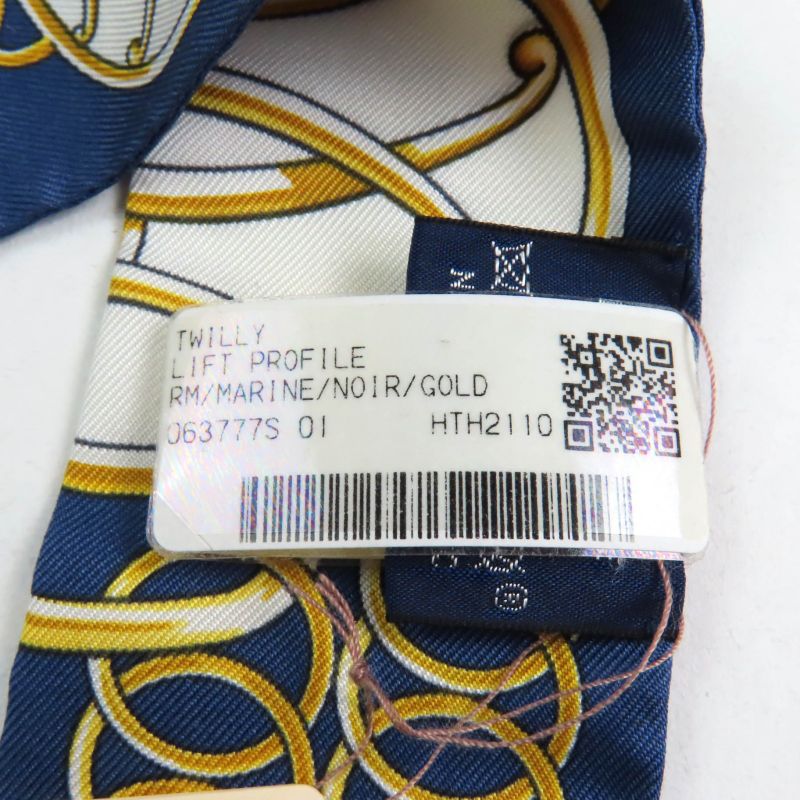 TWILLY
LIFT PROFILE
RM/MARINE/NOIR/GOLD
063777S 01 HTH2110